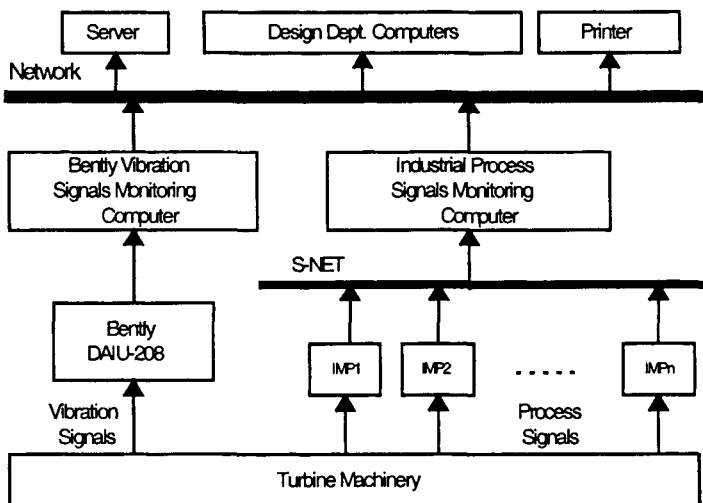 Server
Design Dept. Computers
Printer
Network
Bently Vibration
Signals Monitoring
Computer
Industrial Process
Signals Monitoring
Computer
S-NET
Bently
DAIU-208
IMP1
IMP2
.....
IMPn
Vibration
Signals
Process
Signals
Turbine Machinery